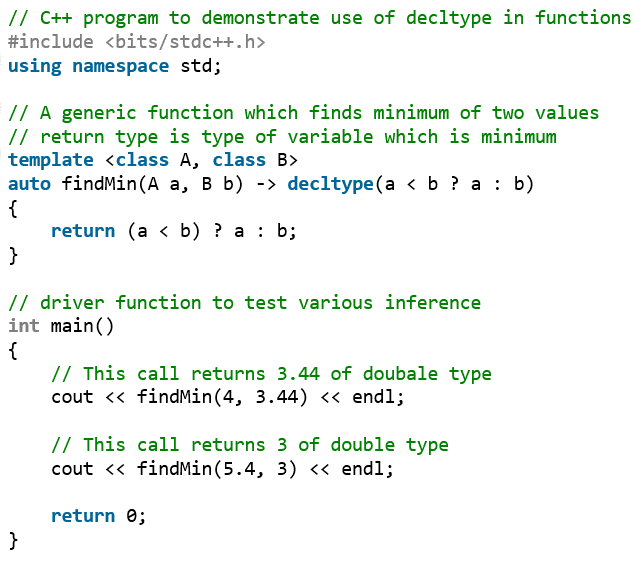 // C++ program to demonstrate use of decltype in functions
#include <bits/stdc++.h>
using namespace std;

// A generic function which finds minimum of two values
// return type is type of variable which is minimum
template <class A, class B>
auto findMin(A a, B b) -> decltype(a < b ? a : b)
{
    return (a < b) ? a : b;
}

// driver function to test various inference
int main()
{
    // This call returns 3.44 of doubale type
    cout << findMin(4, 3.44) << endl;

    // This call returns 3 of double type
    cout << findMin(5.4, 3) << endl;

    return 0;
}